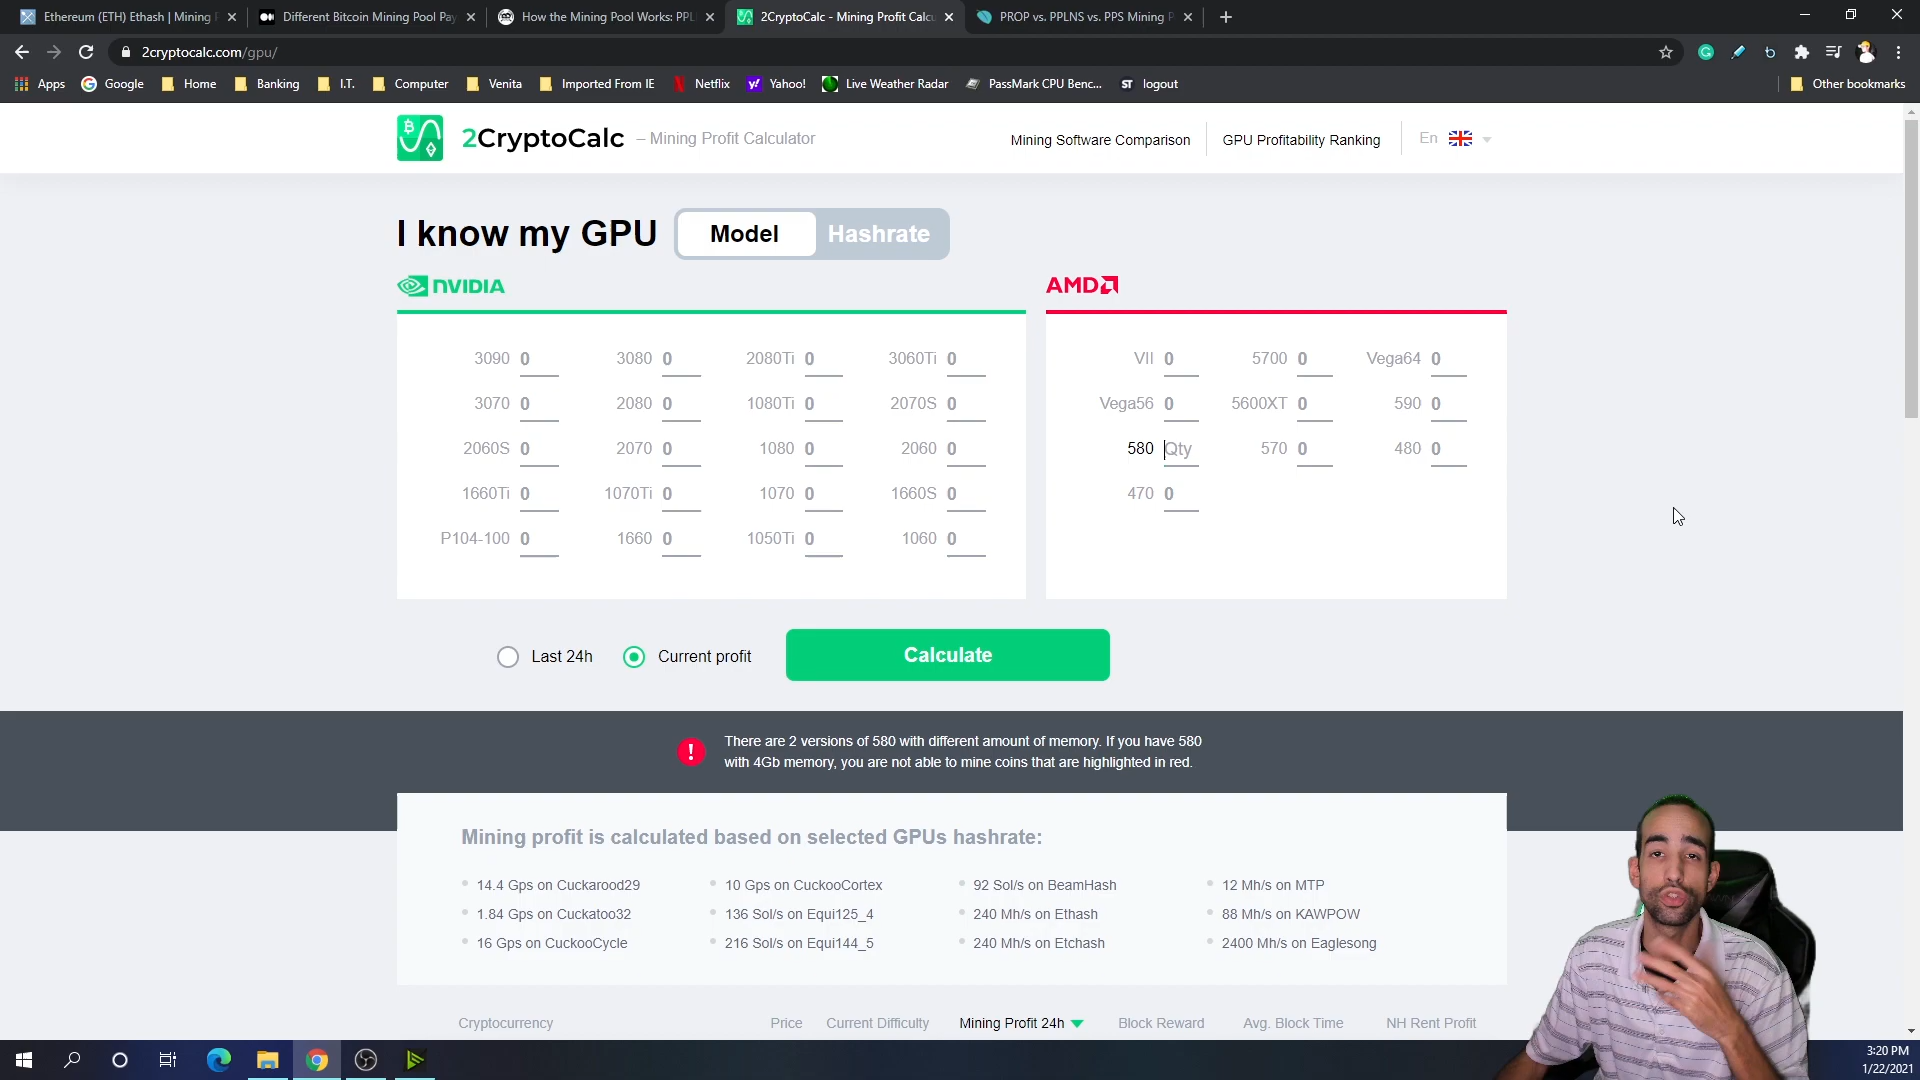 Ethereum (ETH) Ethash | Mining
Different Bitcoin Mining Pool Pay
How the Mining Pool Works: PPL
2CryptoCalc - Mining Profit Calcu
PROP vs. PPLNS vs. PPS Mining P
2cryptocalc.com/gpu/
Apps
Google
Home
Banking
I.T.
Computer
Venita
Imported From IE
Netflix
Yahoo!
Live Weather Radar
PassMark CPU Benc...
logout
Other bookmarks
2CryptoCalc – Mining Profit Calculator
Mining Software Comparison
GPU Profitability Ranking
En
I know my GPU Model Hashrate
NVIDIA
AMD
3090 0 3080 0 2080Ti 0 3060Ti 0
3070 0 2080 0 1080Ti 0 2070S 0
2060S 0 2070 0 1080 0 2060 0
1660Ti 0 1070Ti 0 1070 0 1660S 0
P104-100 0 1660 0 1050Ti 0 1060 0
VII 0 5700 0 Vega64 0
Vega56 0 5600XT 0 590 0
580 Qty 570 0 480 0
470 0
Last 24h Current profit Calculate
There are 2 versions of 580 with different amount of memory. If you have 580
with 4Gb memory, you are not able to mine coins that are highlighted in red.
Mining profit is calculated based on selected GPUs hashrate:
14.4 Gps on Cuckarood29
10 Gps on CuckooCortex
92 Sol/s on BeamHash
12 Mh/s on MTP
1.84 Gps on Cuckatoo32
136 Sol/s on Equi125_4
240 Mh/s on Ethash
88 Mh/s on KAWPOW
16 Gps on CuckooCycle
216 Sol/s on Equi144_5
240 Mh/s on Etchash
2400 Mh/s on Eaglesong
Cryptocurrency Price Current Difficulty Mining Profit 24h Block Reward Avg. Block Time NH Rent Profit
3:20 PM
1/22/2021